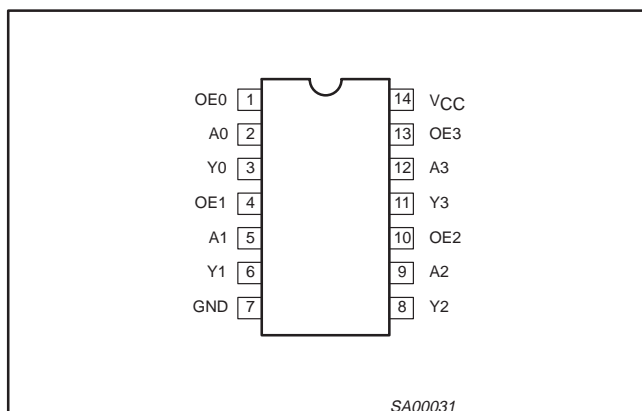 OE0 1 14 VCC
A0 2 13 OE3
Y0 3 12 A3
OE1 4 11 Y3
A1 5 10 OE2
Y1 6 9 A2
GND 7 8 Y2
SA00031